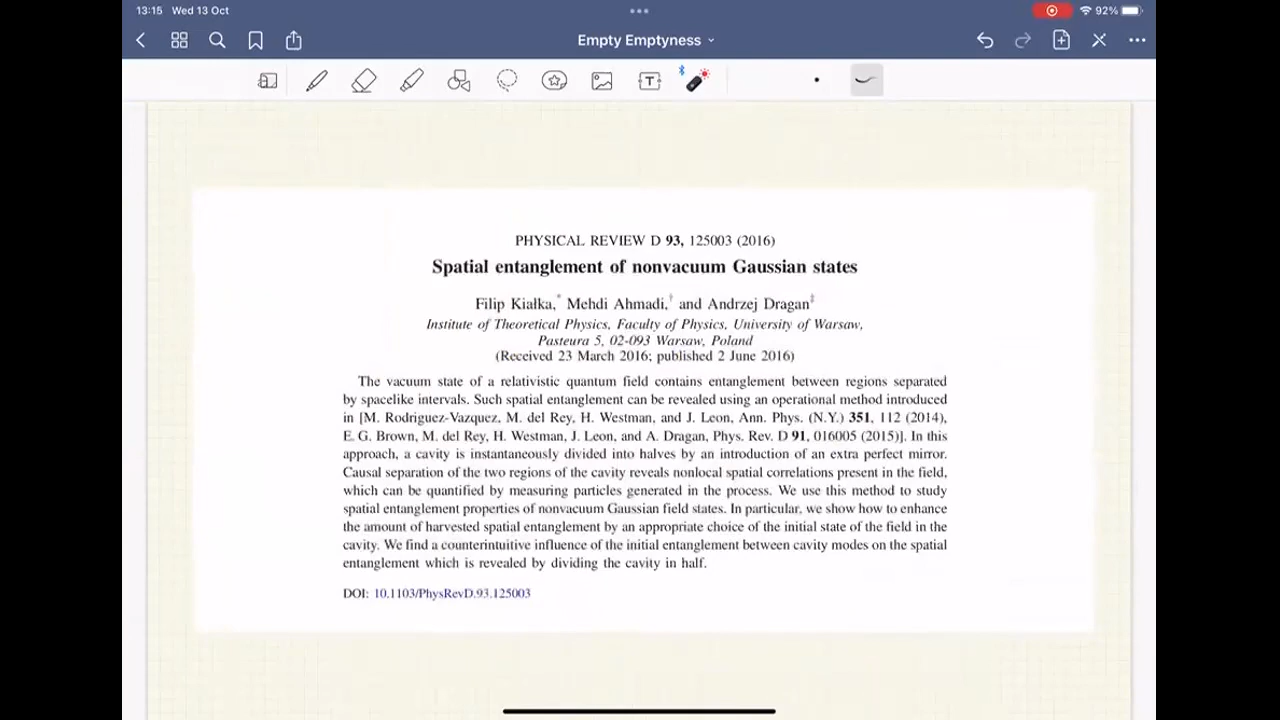 13:15 Wed 13 Oct
92%
Empty Emptyness
T
PHYSICAL REVIEW D 93, 125003 (2016)
Spatial entanglement of nonvacuum Gaussian states
Filip Kiałka,* Mehdi Ahmadi,† and Andrzej Dragan‡
Institute of Theoretical Physics, Faculty of Physics, University of Warsaw,
Pasteura 5, 02-093 Warsaw, Poland
(Received 23 March 2016; published 2 June 2016)
The vacuum state of a relativistic quantum field contains entanglement between regions separated
by spacelike intervals. Such spatial entanglement can be revealed using an operational method introduced
in [M. Rodriguez-Vazquez, M. del Rey, H. Westman, and J. Leon, Ann. Phys. (N.Y.) 351, 112 (2014),
E. G. Brown, M. del Rey, H. Westman, J. Leon, and A. Dragan, Phys. Rev. D 91, 016005 (2015)]. In this
approach, a cavity is instantaneously divided into halves by an introduction of an extra perfect mirror.
Causal separation of the two regions of the cavity reveals nonlocal spatial correlations present in the field,
which can be quantified by measuring particles generated in the process. We use this method to study
spatial entanglement properties of nonvacuum Gaussian field states. In particular, we show how to enhance
the amount of harvested spatial entanglement by an appropriate choice of the initial state of the field in the
cavity. We find a counterintuitive influence of the initial entanglement between cavity modes on the spatial
entanglement which is revealed by dividing the cavity in half.
DOI: 10.1103/PhysRevD.93.125003